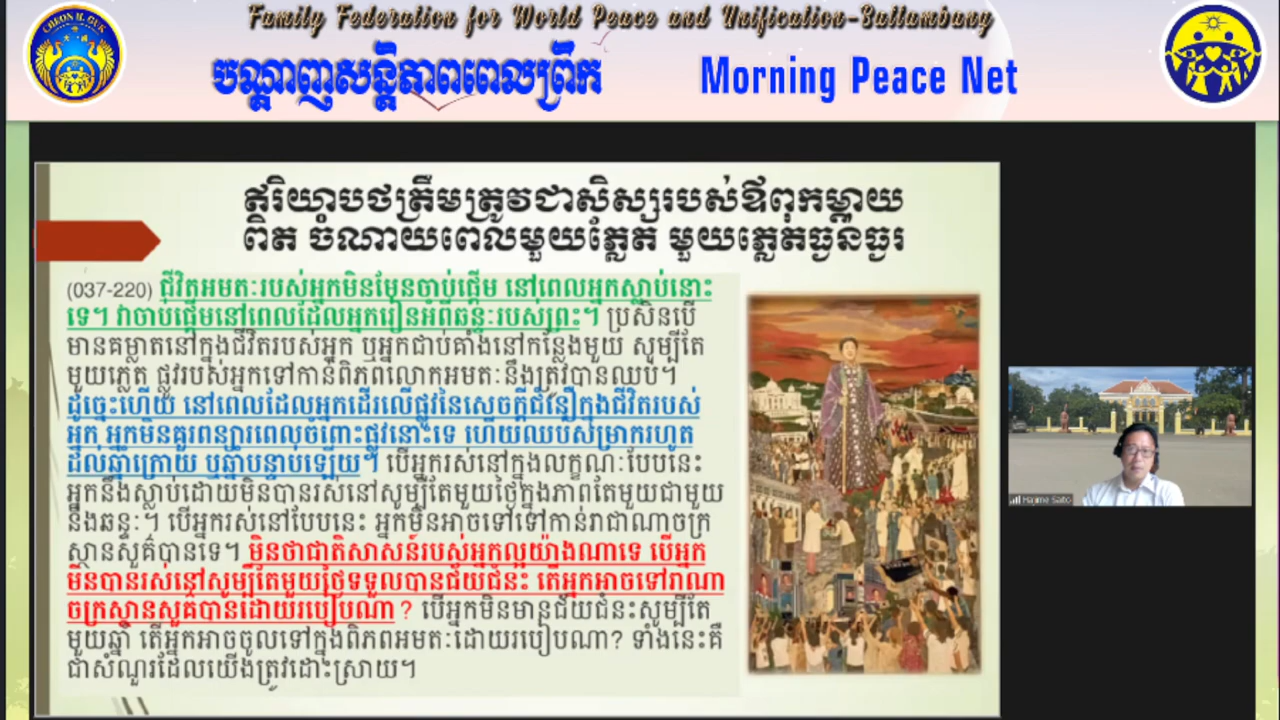 Family Federation for World Peace and Unification-Battambang
បណ្ដាញសន្តិភាពពេលព្រឹក
Morning Peace Net
CHEON IL GUK
ឥរិយាបថត្រឹមត្រូវជាសិស្សរបស់ឪពុកម្ដាយ
ពិត ចំណាយពេលមួយភ្លែត មួយភ្លែតធ្ងន់ធ្ងរ
(037-220) ជីវិតអមតៈរបស់អ្នកមិនមែនចាប់ផ្ដើម នៅពេលអ្នកស្លាប់នោះ
ទេ។ វាចាប់ផ្ដើមនៅពេលដែលអ្នករៀនអំពីឆន្ទៈរបស់ព្រះ។ ប្រសិនបើ
មានគម្លាតនៅក្នុងជីវិតរបស់អ្នក ឬអ្នកជាប់គាំងនៅកន្លែងមួយ សូម្បីតែ
មួយភ្លែត ផ្លូវរបស់អ្នកទៅកាន់ពិភពលោកអមតៈនឹងត្រូវបានឈប់។
ដូច្នេះហើយ នៅពេលដែលអ្នកដើរលើផ្លូវនៃសេចក្ដីជំនឿក្នុងជីវិតរបស់
អ្នក អ្នកមិនគួរពន្យារពេលចំពោះផ្លូវនោះទេ ហើយឈប់សម្រាករហូត
ដល់ឆ្នាំក្រោយ ឬឆ្នាំបន្ទាប់ឡើយ។ បើអ្នករស់នៅក្នុងលក្ខណៈបែបនេះ
អ្នកនឹងស្លាប់ដោយមិនបានរស់នៅសូម្បីតែមួយថ្ងៃក្នុងភាពតែមួយជាមួយ
នឹងឆន្ទៈ។ បើអ្នករស់នៅបែបនេះ អ្នកមិនអាចទៅទៅកាន់រាជាណាចក្រ
ស្ថានសួគ៌បានទេ។ មិនថាជាតិសាសន៍របស់អ្នកល្អយ៉ាងណាទេ បើអ្នក
មិនបានរស់នៅសូម្បីតែមួយថ្ងៃទទួលបានជ័យជំនះ តើអ្នកអាចទៅរាណា
ចក្រស្ថានសួគ៌បានដោយរបៀបណា? បើអ្នកមិនមានជ័យជំនះសូម្បីតែ
មួយឆ្នាំ តើអ្នកអាចចូលទៅក្នុងពិភពអមតៈដោយរបៀបណា? ទាំងនេះគឺ
ជាសំណួរដែលយើងត្រូវដោះស្រាយ។
Hajime Saito